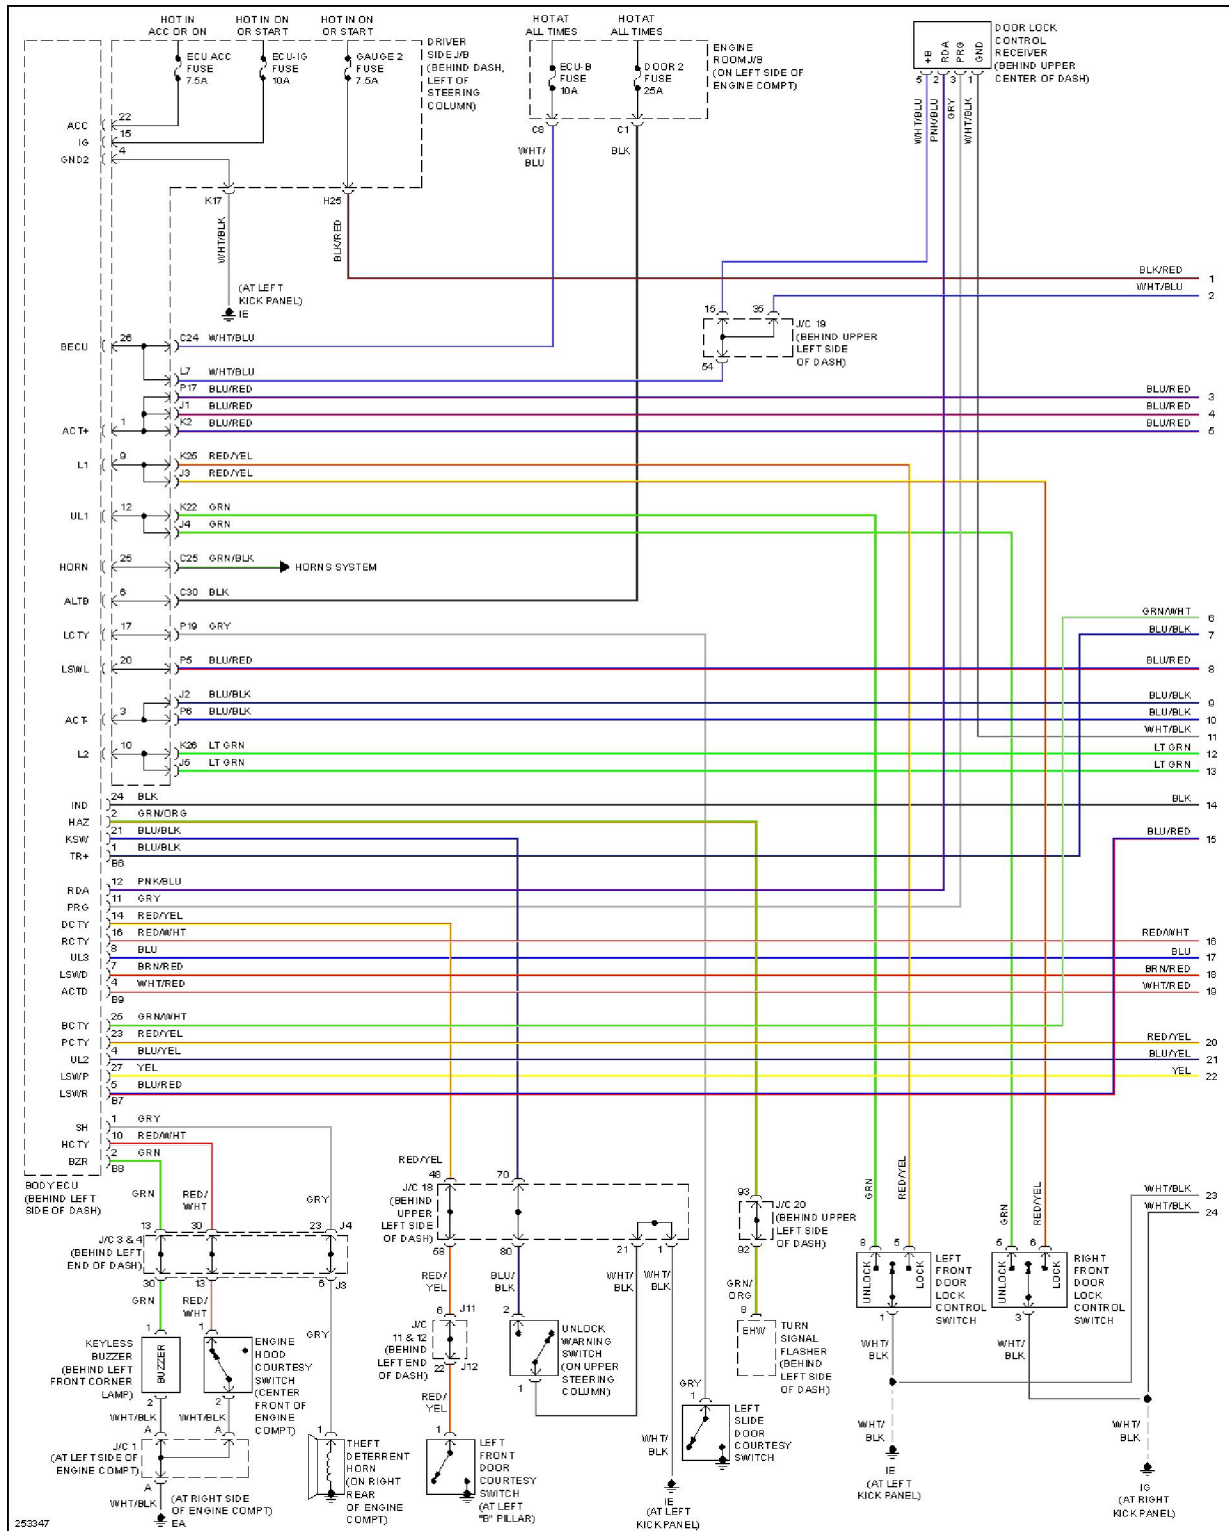 HOT IN
ACC OR ON
HOT IN ON
OR START
HOT IN ON
OR START
HOT AT
ALL TIMES
HOT AT
ALL TIMES
ECU ACC
FUSE
7.5A
ECU-IG
FUSE
10A
GAUGE 2
FUSE
7.5A
DRIVER
SIDE J/B
(BEHIND DASH,
LEFT OF
STEERING
COLUMN)
ECU-B
FUSE
10A
DOOR 2
FUSE
25A
ENGINE
ROOM J/B
(ON LEFT SIDE OF
ENGINE COMPT)
+B
RDA
PRG
GND
DOOR LOCK
CONTROL
RECEIVER
(BEHIND UPPER
CENTER OF DASH)
5 2 3 1
WHT/BLU
PNK/BLU
GRY
WHT/BLK
ACC 22
IG 15
GND2 4
C8
C1
WHT/
BLU
BLK
K17
H25
WHT/BLK
BLK/RED
(AT LEFT
KICK PANEL)
IE
BLK/RED 1
WHT/BLU 2
15 35
J/C 19
(BEHIND UPPER
LEFT SIDE
OF DASH)
54
BECU 26 C24 WHT/BLU
L7 WHT/BLU
P17 BLU/RED BLU/RED 3
J1 BLU/RED BLU/RED 4
ACT+ 1 K2 BLU/RED BLU/RED 5
L1 9 K25 RED/YEL
J3 RED/YEL
UL1 12 K22 GRN
J4 GRN
HORN 25 C25 GRN/BLK HORNS SYSTEM
ALTB 6 C30 BLK
GRN/WHT 6
LCTY 17 P19 GRY BLU/BLK 7
LSWL 20 P5 BLU/RED BLU/RED 8
J2 BLU/BLK BLU/BLK 9
ACT- 3 P6 BLU/BLK BLU/BLK 10
WHT/BLK 11
L2 10 K26 LT GRN LT GRN 12
J5 LT GRN LT GRN 13
IND 24 BLK BLK 14
HAZ 2 GRN/ORG
KSW 21 BLU/BLK BLU/RED 15
TR+ 1 BLU/BLK
B6
RDA 12 PNK/BLU
PRG 11 GRY
DCTY 14 RED/YEL
RCTY 16 RED/WHT RED/WHT 16
UL3 8 BLU BLU 17
LSWD 7 BRN/RED BRN/RED 18
ACTD 4 WHT/RED WHT/RED 19
B9
BCTY 25 GRN/WHT
PCTY 23 RED/YEL RED/YEL 20
UL2 4 BLU/YEL BLU/YEL 21
LSWP 27 YEL YEL 22
LSWR 5 BLU/RED
B7
SH 1 GRY
HCTY 10 RED/WHT
BZR 2 GRN
B8
BODY ECU
(BEHIND LEFT
SIDE OF DASH)
GRN
RED/
WHT
GRY
13 30 23 J4
J/C 3 & 4
(BEHIND LEFT
END OF DASH)
30 13 6 J3
GRN
RED/
WHT
GRY
RED/YEL
48 70
J/C 18
(BEHIND
UPPER
LEFT SIDE
OF DASH)
58 80 21 1
RED/
YEL
BLU/
BLK
WHT/
BLK
WHT/
BLK
93
J/C 20
(BEHIND UPPER
LEFT SIDE
OF DASH)
92
GRN/
ORG
8
EHW
TURN
SIGNAL
FLASHER
(BEHIND
LEFT SIDE
OF DASH)
GRN
RED/YEL
GRN
RED/YEL
WHT/BLK 23
WHT/BLK 24
8 5
UNLOCK
LOCK
LEFT
FRONT
DOOR
LOCK
CONTROL
SWITCH
1
5 6
UNLOCK
LOCK
RIGHT
FRONT
DOOR
LOCK
CONTROL
SWITCH
3
WHT/
BLK
WHT/
BLK
WHT/
BLK
WHT/
BLK
IE
(AT LEFT
KICK PANEL)
IG
(AT RIGHT
KICK PANEL)
KEYLESS
BUZZER
(BEHIND LEFT
FRONT CORNER
LAMP)
1
BUZZER
2
1
2
ENGINE
HOOD
COURTESY
SWITCH
(CENTER
FRONT OF
ENGINE
COMPT)
WHT/BLK
WHT/BLK
A A
J/C 1
(AT LEFT SIDE OF
ENGINE COMPT)
A
WHT/BLK
(AT RIGHT SIDE
OF ENGINE COMPT)
EA
1
THEFT
DETERRENT
HORN
(ON RIGHT
REAR
OF ENGINE
COMPT)
6 J11
J/C
11 & 12
(BEHIND
LEFT END
OF DASH)
22 J12
RED/
YEL
1
LEFT
FRONT
DOOR
COURTESY
SWITCH
(AT LEFT
"B" PILLAR)
2
UNLOCK
WARNING
SWITCH
(ON UPPER
STEERING
COLUMN)
1
WHT/
BLK
IE
(AT LEFT
KICK PANEL)
GRY
1
LEFT
SLIDE
DOOR
COURTESY
SWITCH
253347